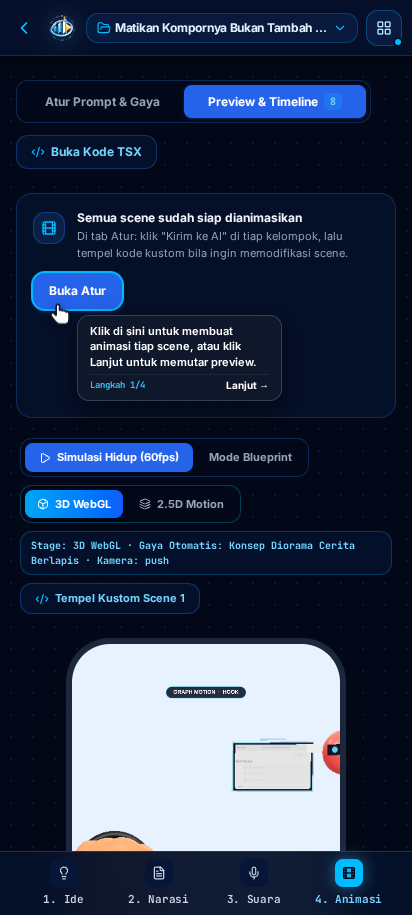 Matikan Kompornya Bukan Tambah ...
Atur Prompt & Gaya
Preview & Timeline 8
Buka Kode TSX
Semua scene sudah siap dianimasikan
Di tab Atur: klik "Kirim ke AI" di tiap kelompok, lalu
tempel kode kustom bila ingin memodifikasi scene.
Buka Atur
Klik di sini untuk membuat
animasi tiap scene, atau klik
Lanjut untuk memutar preview.
Langkah 1/4
Lanjut →
Simulasi Hidup (60fps)
Mode Blueprint
3D WebGL
2.5D Motion
Stage: 3D WebGL · Gaya Otomatis: Konsep Diorama Cerita
Berlapis · Kamera: push
Tempel Kustom Scene 1
GRAPH MOTION · HOOK
1. Ide
2. Narasi
3. Suara
4. Animasi